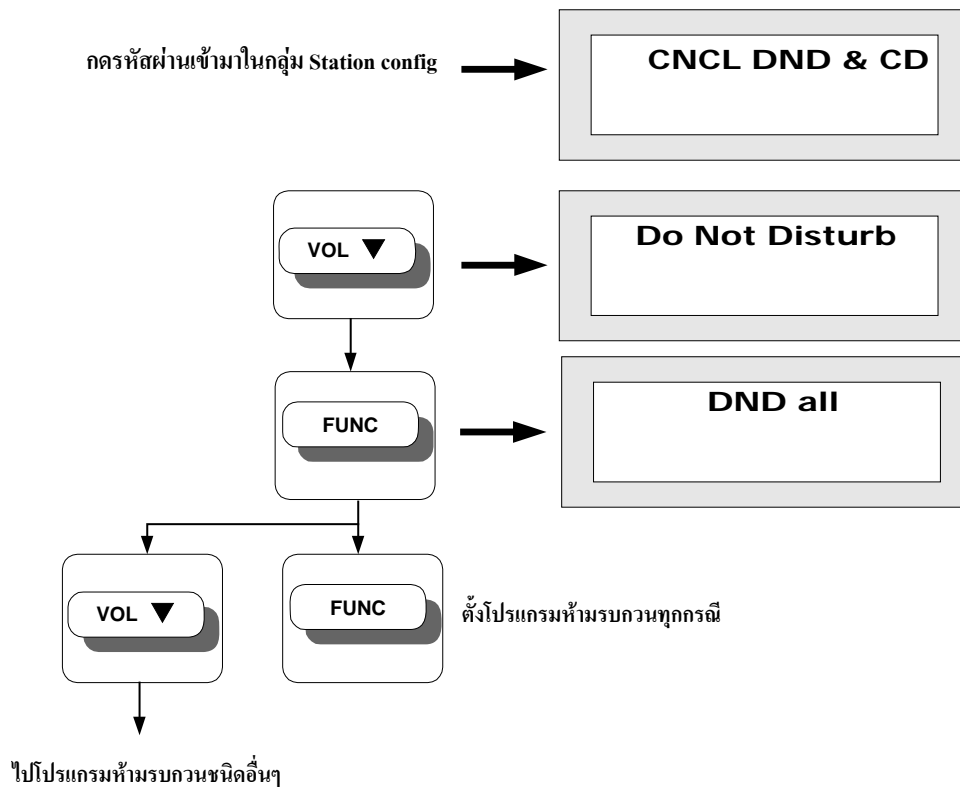 กดรหัสผ่านเข้ามาในกลุ่ม Station config
CNCL DND & CD
VOL ▼
Do Not Disturb
FUNC
DND all
VOL ▼
FUNC
ตั้งโปรแกรมห้ามรบกวนทุกกรณี
ไปโปรแกรมห้ามรบกวนชนิดอื่นๆ